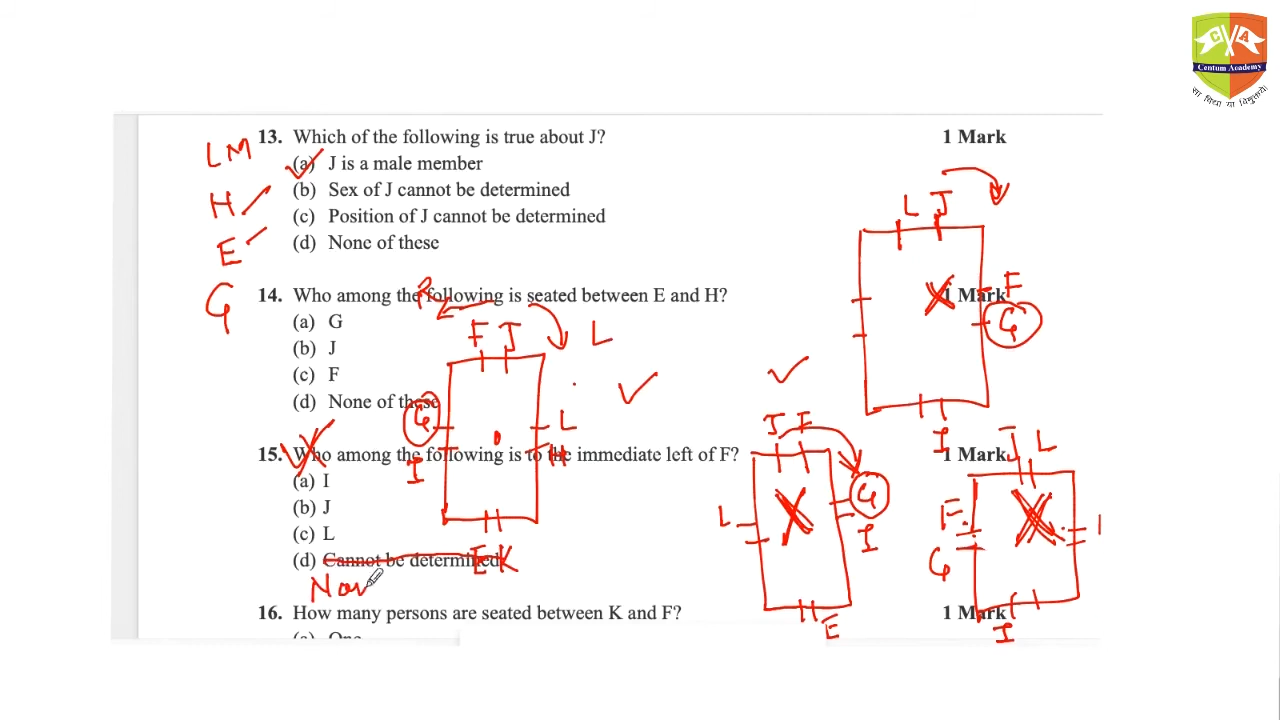 C A
Centum Academy
सा विद्या या विमुक्तये
13. Which of the following is true about J? 1 Mark
LM
(a) J is a male member
(b) Sex of J cannot be determined
H
(c) Position of J cannot be determined
L J
E
(d) None of these
G
14. Who among the following is seated between E and H? 1 Mark
F
(a) G
G
(b) J
F J L
(c) F
(d) None of these
G
L
J F
I
J L
15. Who among the following is to the immediate left of F? 1 Mark
H
I
(a) I
G
(b) J
L
F
(c) L
I
G
(d) Cannot be determined
E K
Non
16. How many persons are seated between K and F? 1 Mark
E
I
(a) One